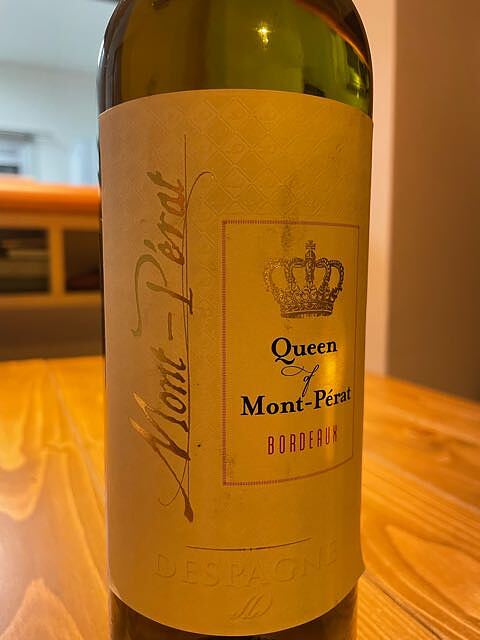 Mont-Pérat
Queen
of
Mont-Pérat
BORDEAUX
DESPAGNE